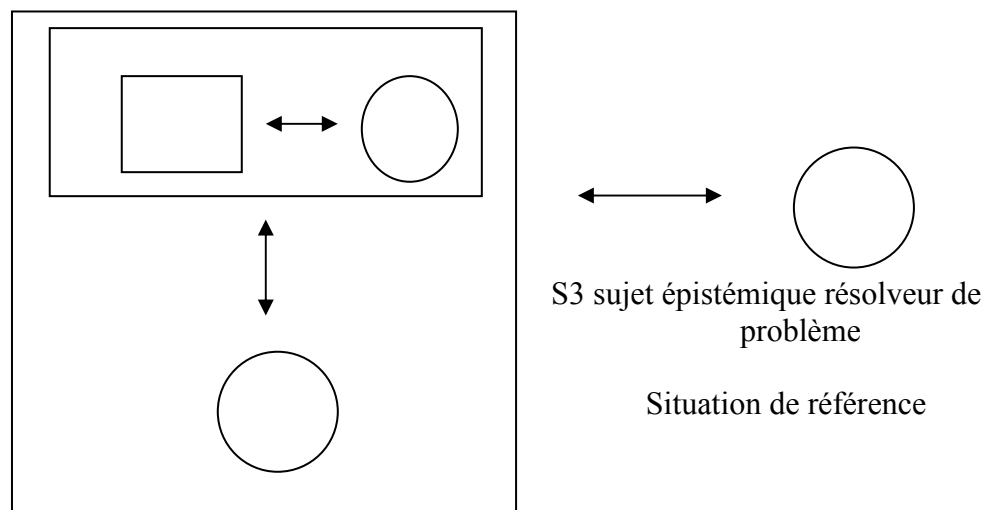 S3 sujet épistémique résolveur de
problème
Situation de référence